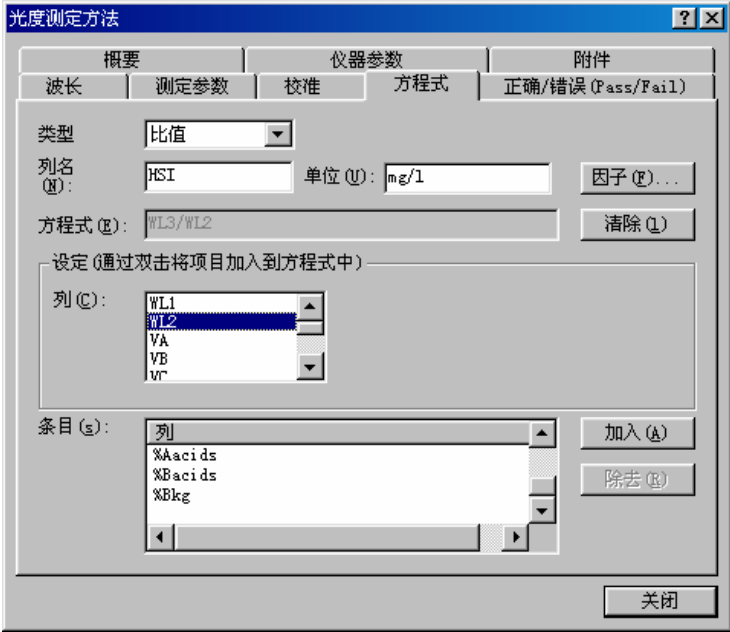 光度测定方法
概要 仪器参数 附件
波长 测定参数 校准 方程式 正确/错误(Pass/Fail)
类型 比值
列名(N): HSI 单位(U): mg/l 因子(F)...
方程式(E): WL3/WL2 清除(l)
设定(通过双击将项目加入到方程式中)
列(C): WL1
WL2
VA
VB
VC
条目(s): 列 加入(A)
%Aacids
%Bacids 除去(R)
%Bkg
关闭